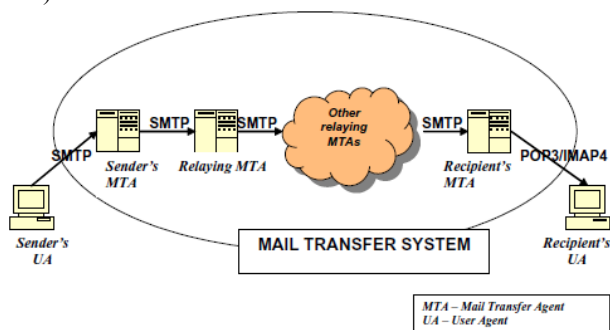 )
SMTP
SMTP
SMTP
Other
relaying
MTAs
SMTP
SMTP
Sender's
MTA
Relaying MTA
Recipient's
MTA
POP3/IMAP4
Sender's
UA
MAIL TRANSFER SYSTEM
Recipient's
UA
MTA – Mail Transfer Agent
UA – User Agent